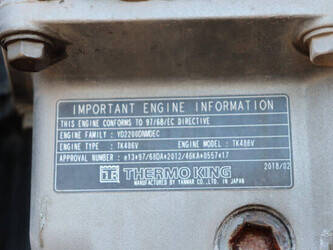 IMPORTANT ENGINE INFORMATION
THIS ENGINE CONFORMS TO 97/68/EC DIRECTIVE
ENGINE FAMILY : YD2200DNMDEC
ENGINE TYPE : TK486V ENGINE MODEL : TK486V
APPROVAL NUMBER : e13*97/68DA*2012/46KA*0557*17
THERMO KING 2018/02
MANUFACTURED BY YANMAR CO.,LTD. IN JAPAN